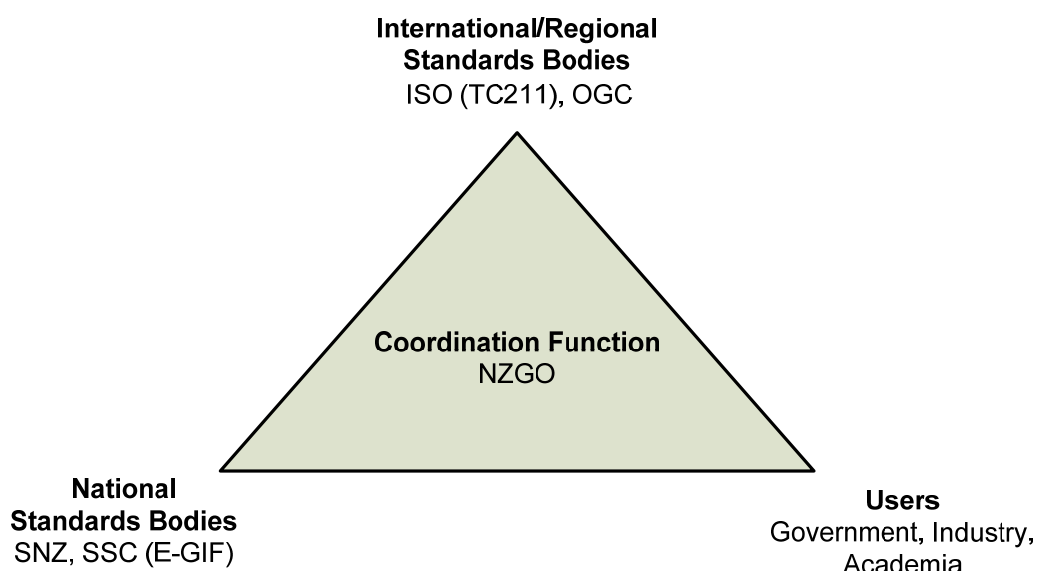 International/Regional
Standards Bodies
ISO (TC211), OGC
Coordination Function
NZGO
National
Standards Bodies
SNZ, SSC (E-GIF)
Users
Government, Industry,
Academia